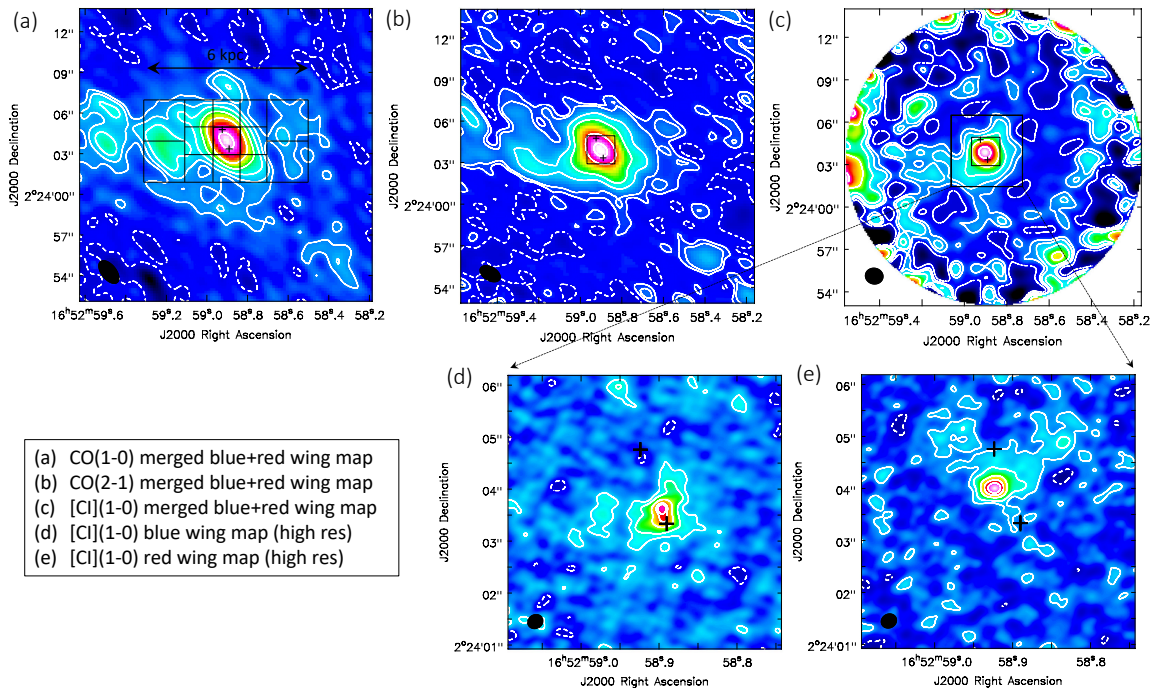 (a)
(b)
(c)
6 kpc
12''
09''
06''
03''
2°24'00''
57''
54''
J2000 Declination
16ʰ52ᵐ59ˢ.6
59ˢ.4
59ˢ.2
59ˢ.0
58ˢ.8
58ˢ.6
58ˢ.4
58ˢ.2
J2000 Right Ascension
12''
09''
06''
03''
2°24'00''
57''
54''
J2000 Declination
16ʰ52ᵐ59ˢ.4
59ˢ.0
58ˢ.8
58ˢ.6
58ˢ.4
58ˢ.2
J2000 Right Ascension
12''
09''
06''
03''
2°24'00''
57''
54''
J2000 Declination
16ʰ52ᵐ59ˢ.4
59ˢ.0
58ˢ.8
58ˢ.6
58ˢ.4
58ˢ.2
J2000 Right Ascension
(d)
06''
05''
04''
03''
02''
2°24'01''
J2000 Declination
16ʰ52ᵐ59ˢ.0
58ˢ.9
58ˢ.8
J2000 Right Ascension
(e)
06''
05''
04''
03''
02''
2°24'01''
J2000 Declination
16ʰ52ᵐ59ˢ.0
58ˢ.9
58ˢ.8
J2000 Right Ascension
(a) CO(1-0) merged blue+red wing map
(b) CO(2-1) merged blue+red wing map
(c) [CI](1-0) merged blue+red wing map
(d) [CI](1-0) blue wing map (high res)
(e) [CI](1-0) red wing map (high res)